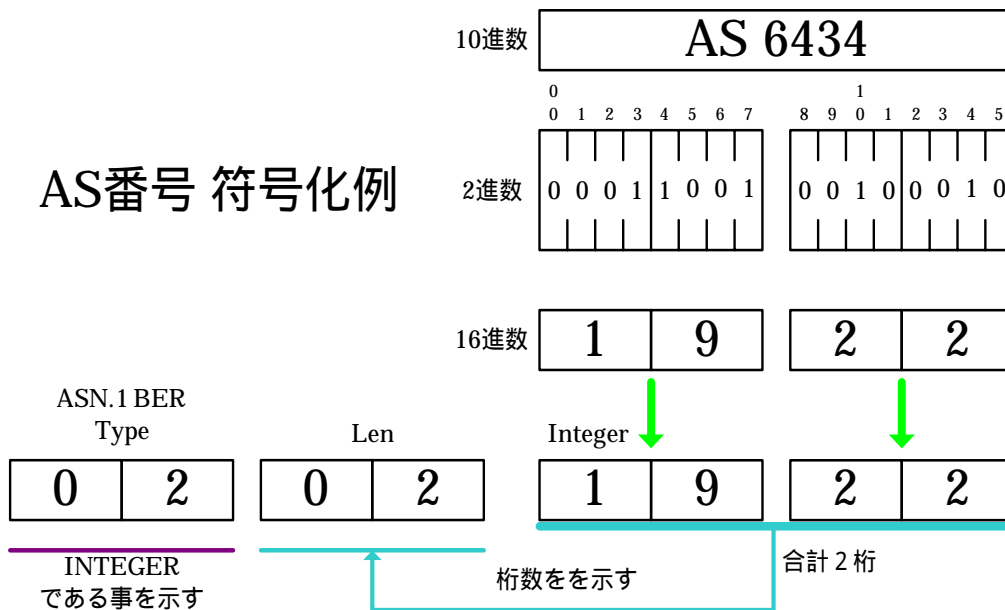 10進数 AS 6434
0 1
0 1 2 3 4 5 6 7 8 9 0 1 2 3 4 5
AS番号 符号化例
2進数 0 0 0 1 1 0 0 1 0 0 1 0 0 0 1 0
16進数 1 9 2 2
ASN.1 BER
Type Len Integer
0 2 0 2 1 9 2 2
INTEGER
である事を示す
桁数をを示す
合計 2 桁